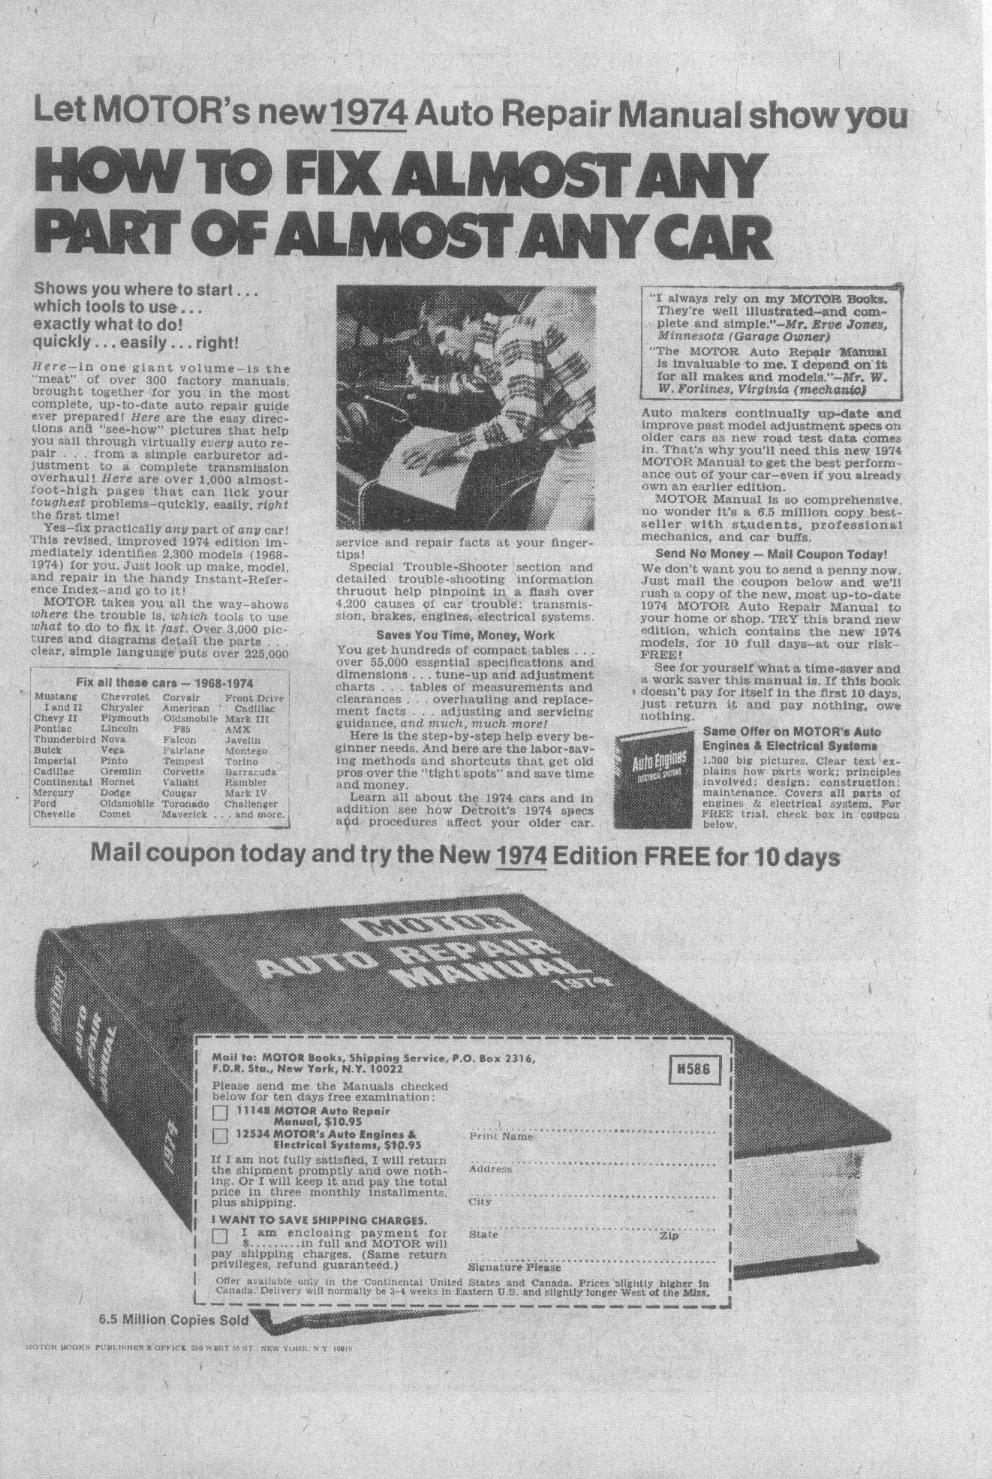 Let MOTOR's new 1974 Auto Repair Manual show you
HOW TO FIX ALMOST ANY
PART OF ALMOST ANY CAR
Shows you where to start . . .
which tools to use . . .
exactly what to do!
quickly . . . easily . . . right!
Here—in one giant volume—is the
"meat" of over 300 factory manuals,
brought together for you in the most
complete, up-to-date auto repair guide
ever prepared! Here are the easy direc-
tions and "see-how" pictures that help
you sail through virtually every auto re-
pair . . . from a simple carburetor ad-
justment to a complete transmission
overhaul! Here are over 1,000 almost-
foot-high pages that can lick your
toughest problems—quickly, easily, right
the first time!
Yes—fix practically any part of any car!
This revised, improved 1974 edition im-
mediately identifies 2,300 models (1968-
1974) for you. Just look up make, model,
and repair in the handy Instant-Refer-
ence Index—and go to it!
MOTOR takes you all the way—shows
where the trouble is, which tools to use
what to do to fix it fast. Over 3,000 pic-
tures and diagrams detail the parts . . .
clear, simple language puts over 225,000
Fix all these cars — 1968-1974
Mustang Chevrolet Corvair Front Drive
I and II Chrysler American Cadillac
Chevy II Plymouth Oldsmobile Mark III
Pontiac Lincoln F85 AMX
Thunderbird Nova Falcon Javelin
Buick Vega Fairlane Montego
Imperial Pinto Tempest Torino
Cadillac Gremlin Corvette Barracuda
Continental Hornet Valiant Rambler
Mercury Dodge Cougar Mark IV
Ford Oldsmobile Toronado Challenger
Chevelle Comet Maverick . . . and more.
service and repair facts at your finger-
tips!
Special Trouble-Shooter section and
detailed trouble-shooting information
thruout help pinpoint in a flash over
4,200 causes of car trouble: transmis-
sion, brakes, engines, electrical systems.
Saves You Time, Money, Work
You get hundreds of compact tables . . .
over 55,000 essential specifications and
dimensions . . . tune-up and adjustment
charts . . . tables of measurements and
clearances . . . overhauling and replace-
ment facts . . . adjusting and servicing
guidance, and much, much more!
Here is the step-by-step help every be-
ginner needs. And here are the labor-sav-
ing methods and shortcuts that get old
pros over the "tight spots" and save time
and money.
Learn all about the 1974 cars and in
addition see how Detroit's 1974 specs
and procedures affect your older car.
"I always rely on my MOTOR Books.
They're well illustrated—and com-
plete and simple."—Mr. Erve Jones,
Minnesota (Garage Owner)
"The MOTOR Auto Repair Manual
is invaluable to me. I depend on it
for all makes and models."—Mr. W.
W. Forlines, Virginia (mechanic)
Auto makers continually up-date and
improve past model adjustment specs on
older cars as new road test data comes
in. That's why you'll need this new 1974
MOTOR Manual to get the best perform-
ance out of your car—even if you already
own an earlier edition.
MOTOR Manual is so comprehensive,
no wonder it's a 6.5 million copy best-
seller with students, professional
mechanics, and car buffs.
Send No Money — Mail Coupon Today!
We don't want you to send a penny now.
Just mail the coupon below and we'll
rush a copy of the new, most up-to-date
1974 MOTOR Auto Repair Manual to
your home or shop. TRY this brand new
edition, which contains the new 1974
models, for 10 full days—at our risk—
FREE!
See for yourself what a time-saver and
a work saver this manual is. If this book
doesn't pay for itself in the first 10 days,
just return it and pay nothing, owe
nothing.
Auto Engines
ELECTRICAL SYSTEMS
Same Offer on MOTOR's Auto
Engines & Electrical Systems
1,300 big pictures. Clear text ex-
plains how parts work; principles
involved; design; construction;
maintenance. Covers all parts of
engines & electrical system. For
FREE trial, check box in coupon
below.
Mail coupon today and try the New 1974 Edition FREE for 10 days
MOTOR
AUTO REPAIR
MANUAL
1974
MOTOR
AUTO
REPAIR
MANUAL
1974
Mail to: MOTOR Books, Shipping Service, P.O. Box 2316,
F.D.R. Sta., New York, N.Y. 10022
H586
Please send me the Manuals checked
below for ten days free examination:
11148 MOTOR Auto Repair
Manual, $10.95
12534 MOTOR's Auto Engines &
Electrical Systems, $10.95
If I am not fully satisfied, I will return
the shipment promptly and owe noth-
ing. Or I will keep it and pay the total
price in three monthly installments,
plus shipping.
I WANT TO SAVE SHIPPING CHARGES.
I am enclosing payment for
$.........in full and MOTOR will
pay shipping charges. (Same return
privileges, refund guaranteed.)
Print Name
Address
City
State Zip
Signature Please
Offer available only in the Continental United States and Canada. Prices slightly higher in
Canada. Delivery will normally be 3-4 weeks in Eastern U.S. and slightly longer West of the Miss.
6.5 Million Copies Sold
MOTOR BOOKS PUBLISHER'S OFFICE 250 WEST 55 ST. NEW YORK, N.Y. 10019